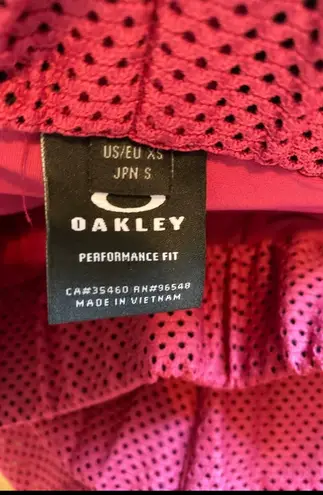 US/EU XS
JPN S
OAKLEY
PERFORMANCE FIT
CA#35460 RN#96548
MADE IN VIETNAM